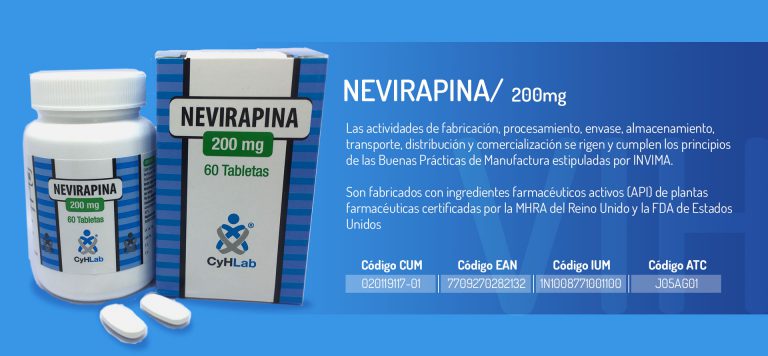 NEVIRAPINA
200 mg
60 Tabletas
CyHLab
NEVIRAPINA
200 mg
60 Tabletas
®
CyHLab
NEVIRAPINA/ 200mg
Las actividades de fabricación, procesamiento, envase, almacenamiento,
transporte, distribución y comercialización se rigen y cumplen los principios
de las Buenas Prácticas de Manufactura estipuladas por INVIMA.
Son fabricados con ingredientes farmacéuticos activos (API) de plantas
farmacéuticas certificadas por la MHRA del Reino Unido y la FDA de Estados
Unidos
VIH
Código CUM Código EAN Código IUM Código ATC
020119117-01 7709270282132 1N1008771001100 J05AG01